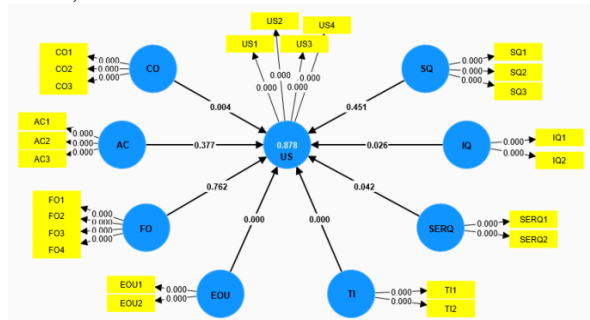 US2
US4
US1
US3
0.000
0.000
0.000
0.000
CO1
CO2
CO3
0.000
0.000
0.000
CO
0.004
SQ
0.000
0.000
0.000
SQ1
SQ2
SQ3
0.451
AC1
AC2
AC3
0.000
0.000
0.000
AC
0.377
0.878
US
0.026
IQ
0.000
0.000
IQ1
IQ2
FO1
FO2
FO3
FO4
0.000
0.000
0.000
0.000
FO
0.762
0.042
SERQ
0.000
0.000
SERQ1
SERQ2
0.000
0.000
EOU1
EOU2
0.000
0.000
EOU
TI
0.000
0.000
TI1
TI2